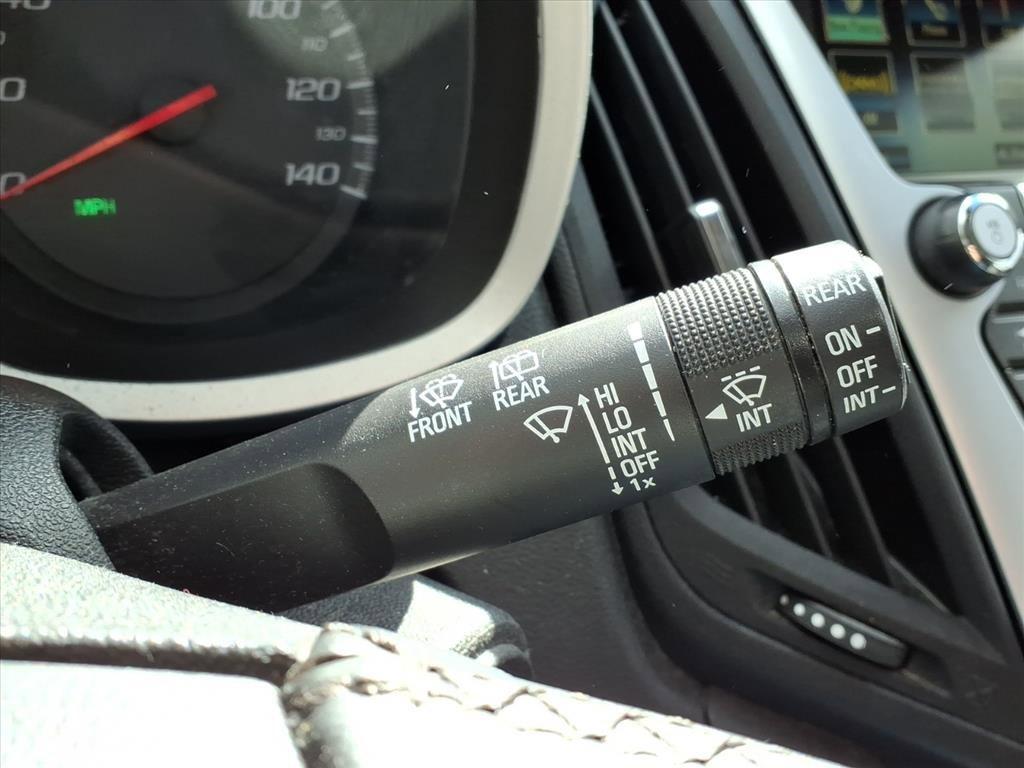 100
110
120
130
140
MPH
FRONT
REAR
HI
LO
INT
OFF
1x
INT
REAR
ON
OFF
INT